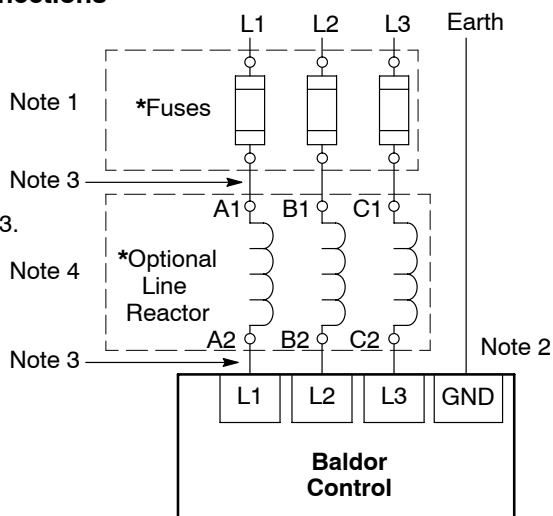 L1 L2 L3 Earth
Note 1 *Fuses
Note 3
A1 B1 C1
3.
Note 4 *Optional
Line
Reactor
A2 B2 C2
Note 3 Note 2
L1 L2 L3 GND
Baldor
Control